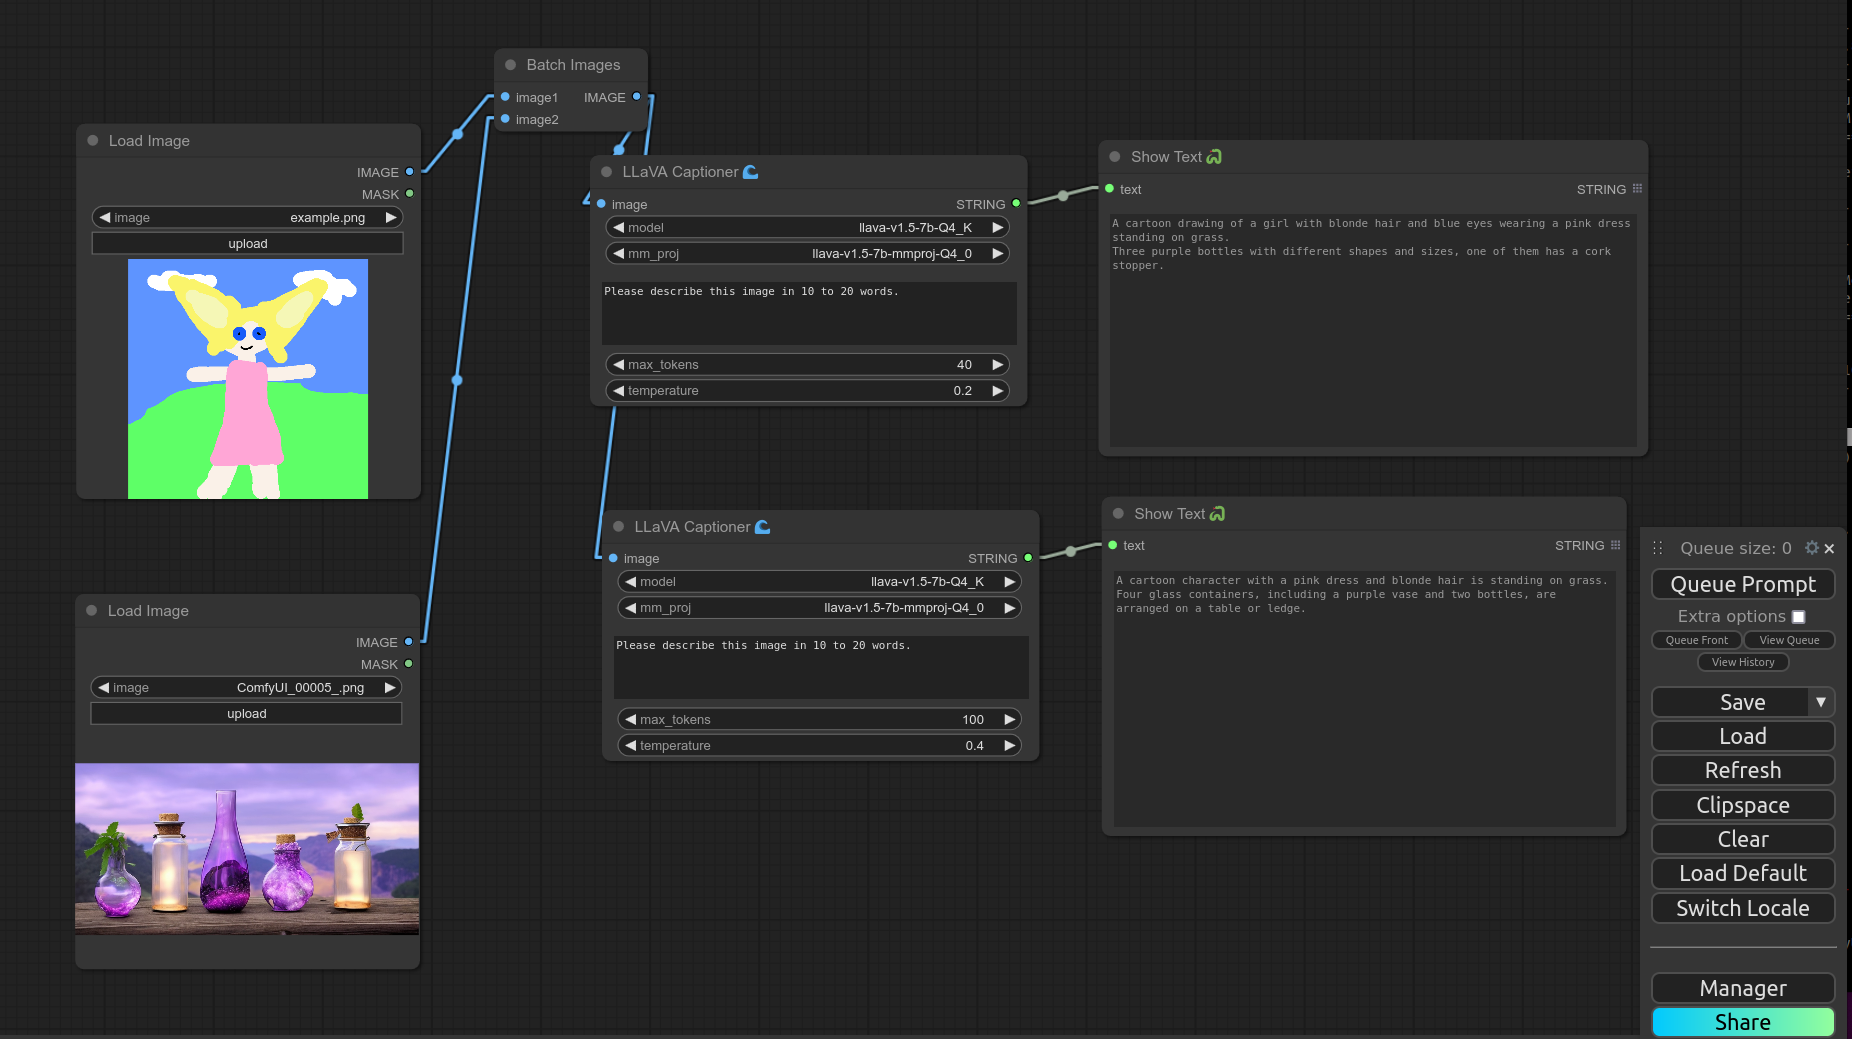 Batch Images
image1 IMAGE
image2
Load Image
IMAGE
MASK
image example.png
upload
LLaVA Captioner
image STRING
model llava-v1.5-7b-Q4_K
mm_proj llava-v1.5-7b-mmproj-Q4_0
Please describe this image in 10 to 20 words.
max_tokens 40
temperature 0.2
Show Text
text STRING
A cartoon drawing of a girl with blonde hair and blue eyes wearing a pink dress
standing on grass.
Three purple bottles with different shapes and sizes, one of them has a cork
stopper.
Load Image
IMAGE
MASK
image ComfyUI_00005_.png
upload
LLaVA Captioner
image STRING
model llava-v1.5-7b-Q4_K
mm_proj llava-v1.5-7b-mmproj-Q4_0
Please describe this image in 10 to 20 words.
max_tokens 100
temperature 0.4
Show Text
text STRING
A cartoon character with a pink dress and blonde hair is standing on grass.
Four glass containers, including a purple vase and two bottles, are
arranged on a table or ledge.
Queue size: 0
Queue Prompt
Extra options
Queue Front View Queue
View History
Save
Load
Refresh
Clipspace
Clear
Load Default
Switch Locale
Manager
Share